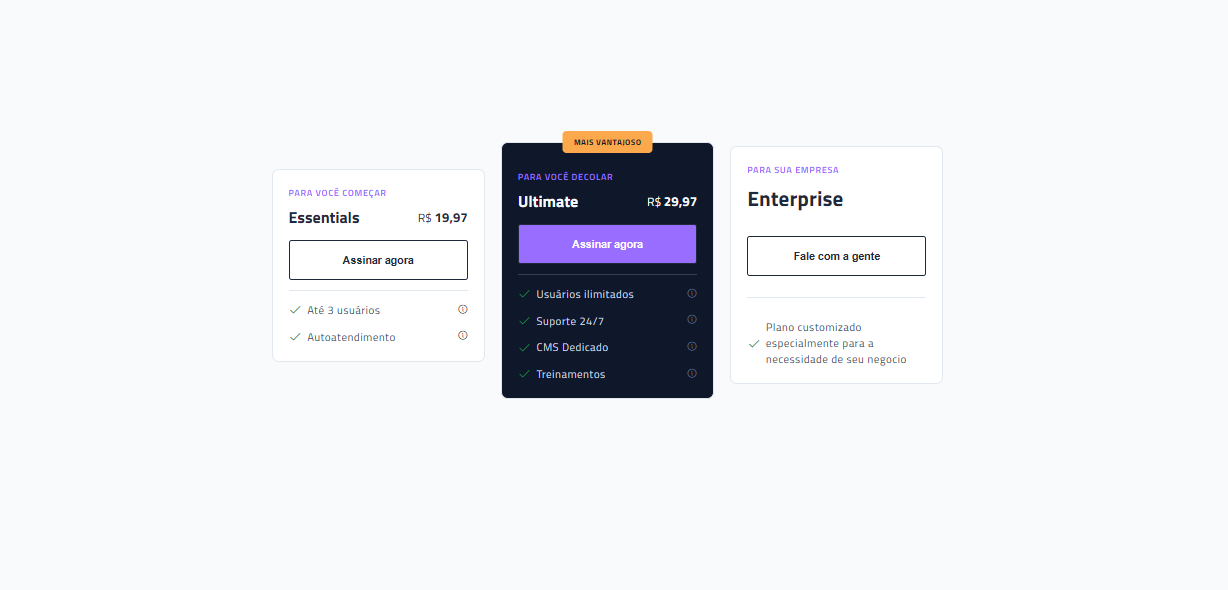 PARA VOCÊ COMEÇAR
Essentials R$ 19,97
Assinar agora
Até 3 usuários
Autoatendimento
MAIS VANTAJOSO
PARA VOCÊ DECOLAR
Ultimate R$ 29,97
Assinar agora
Usuários ilimitados
Suporte 24/7
CMS Dedicado
Treinamentos
PARA SUA EMPRESA
Enterprise
Fale com a gente
Plano customizado
especialmente para a
necessidade de seu negocio